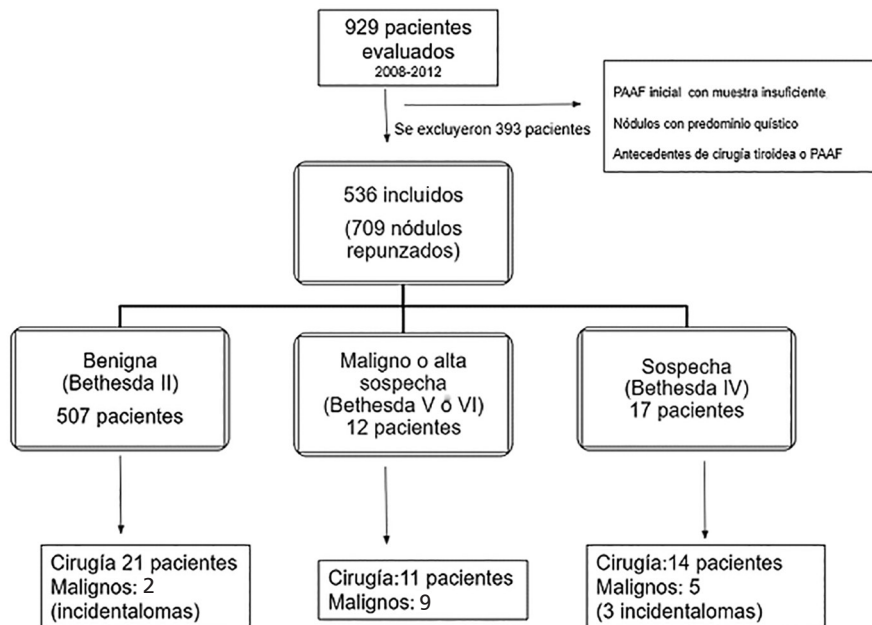 929 pacientes
evaluados
2008-2012
PAAF inicial con muestra insuficiente
Nódulos con predominio quístico
Antecedentes de cirugía tiroidea o PAAF
Se excluyeron 393 pacientes
536 incluidos
(709 nódulos
repunzados)
Benigna
(Bethesda II)
507 pacientes
Maligno o alta
sospecha
(Bethesda V ó VI)
12 pacientes
Sospecha
(Bethesda IV)
17 pacientes
Cirugía 21 pacientes
Malignos: 2
(incidentalomas)
Cirugía:11 pacientes
Malignos: 9
Cirugía:14 pacientes
Malignos: 5
(3 incidentalomas)